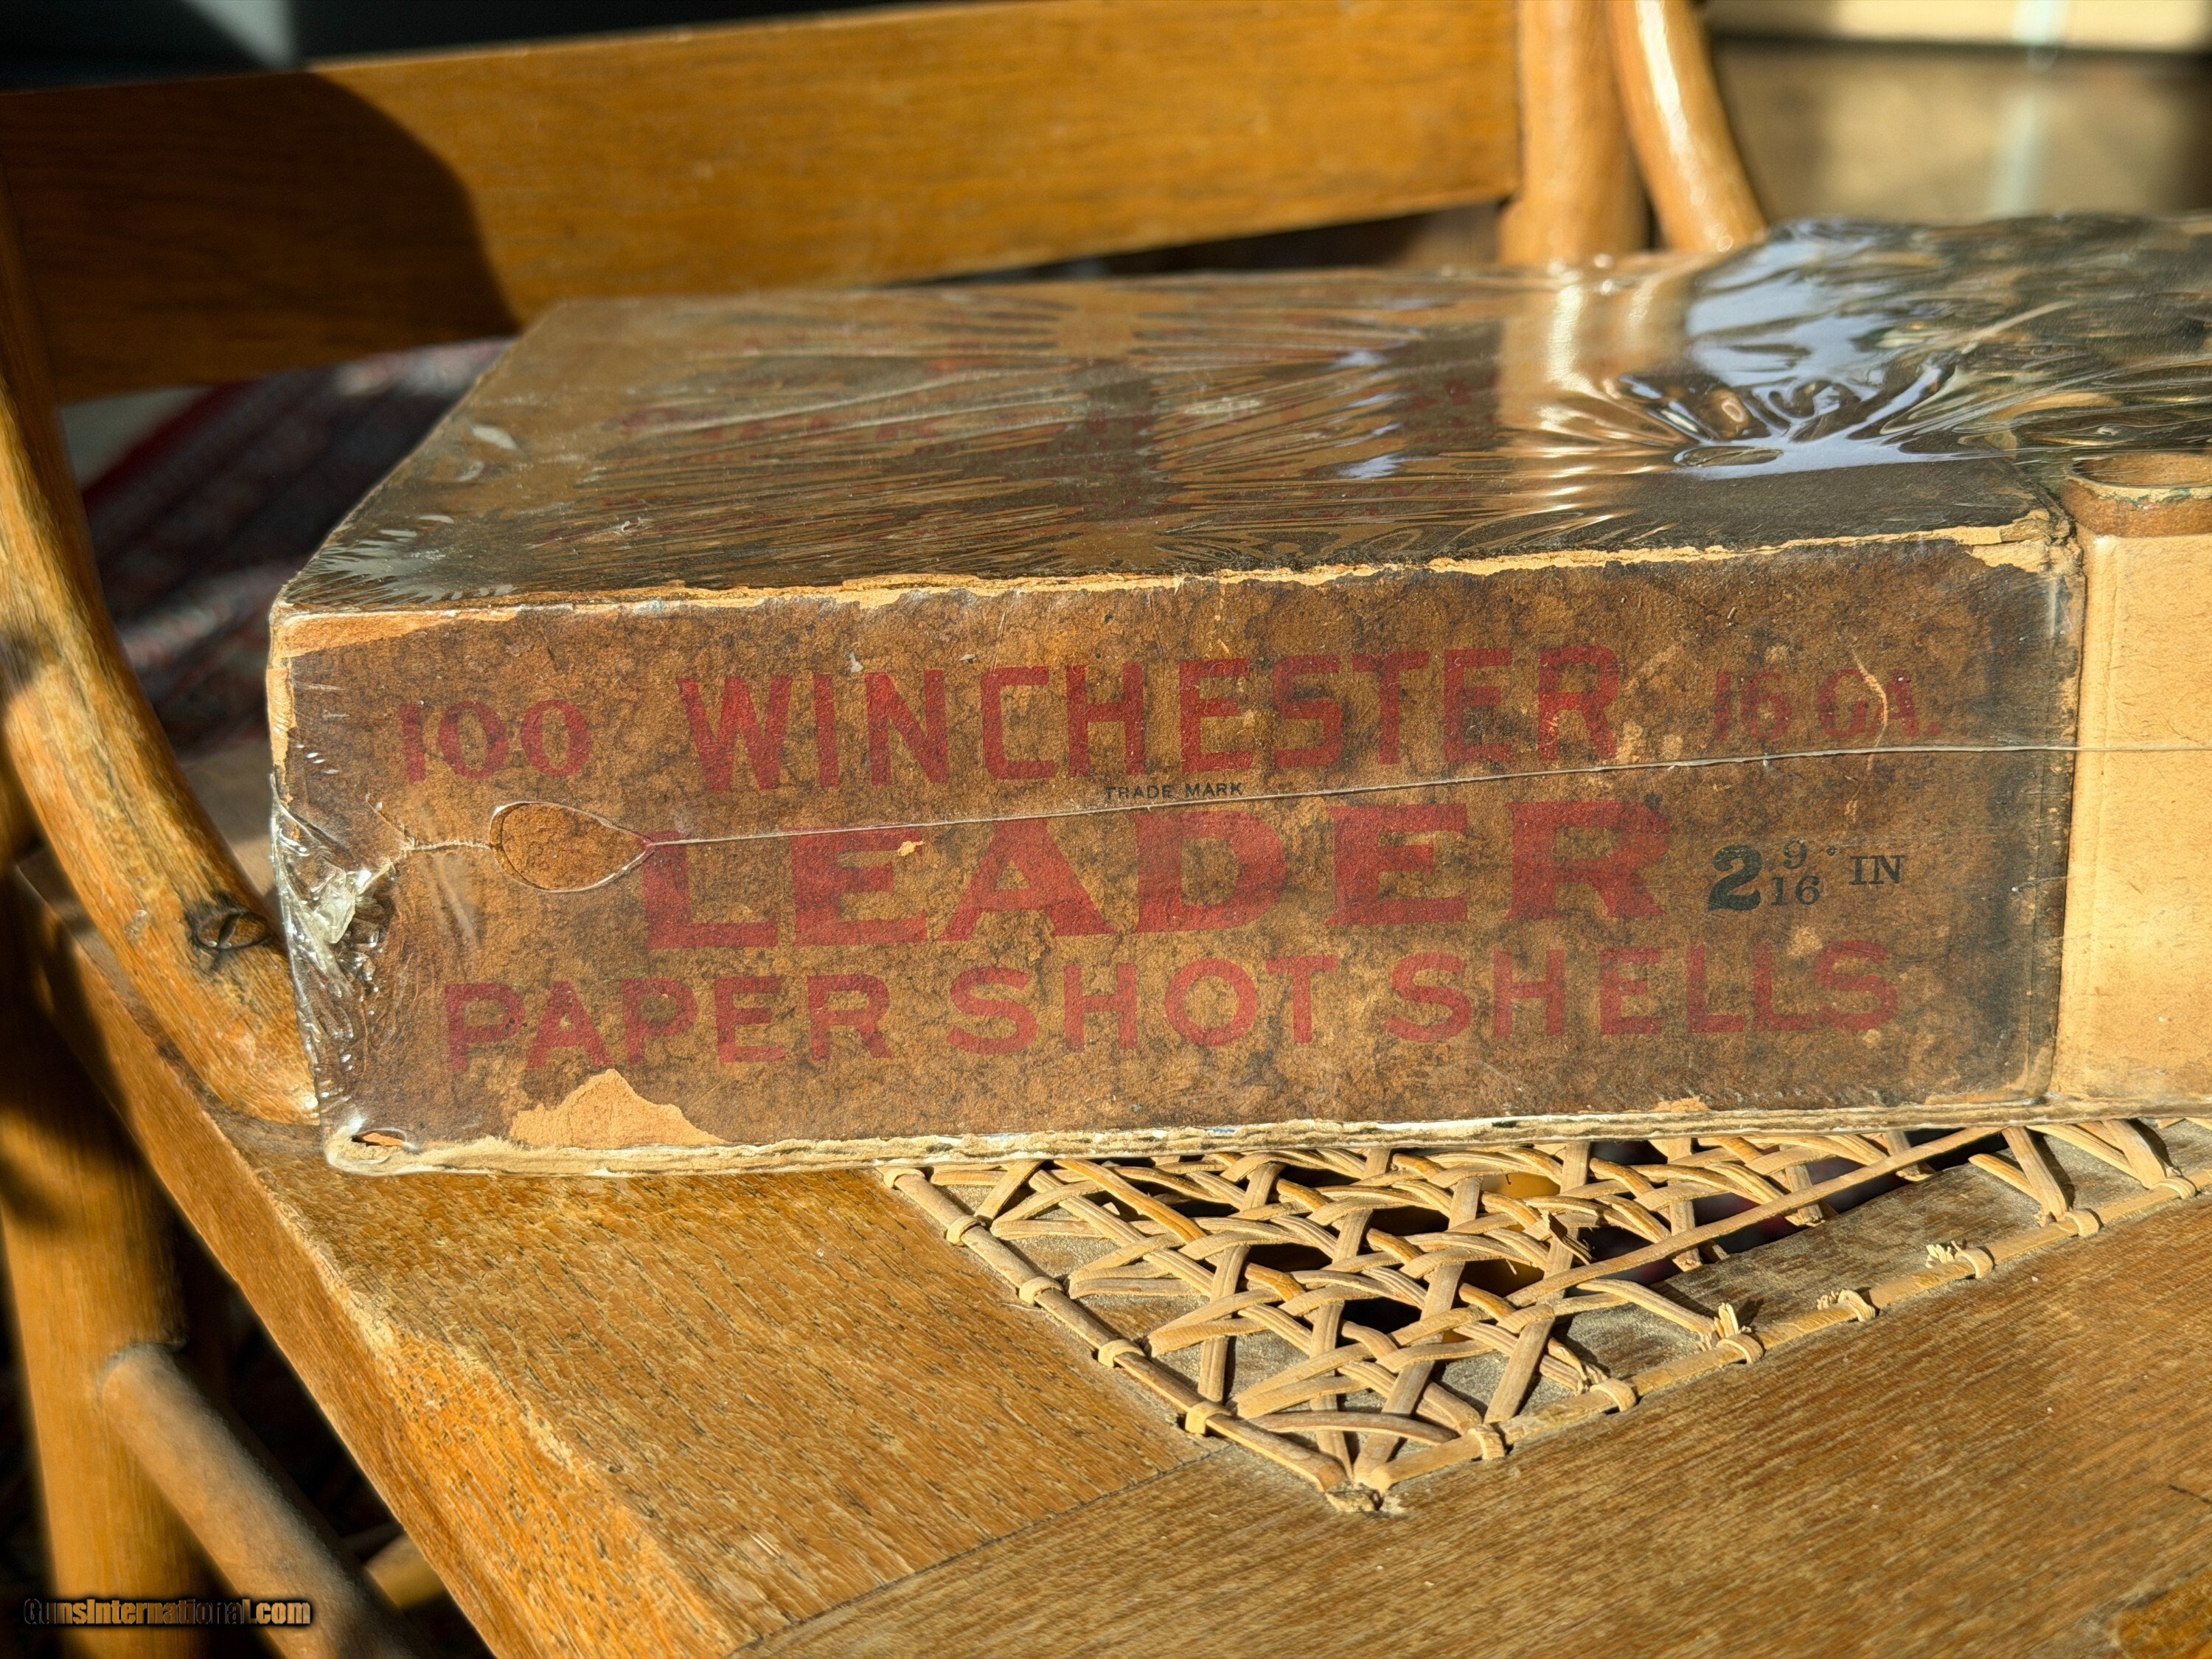 100 WINCHESTER 16 GA.
TRADE MARK
LEADER 2 9/16 IN
PAPER SHOT SHELLS
GunsInternational.com